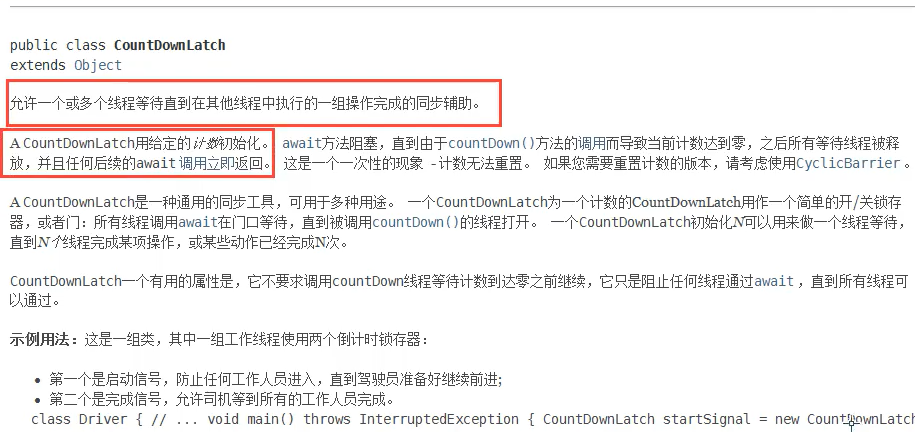 public class CountDownLatch
extends Object
允许一个或多个线程等待直到在其他线程中执行的一组操作完成的同步辅助。
A CountDownLatch用给定的计数初始化。 await方法阻塞，直到由于countDown()方法的调用而导致当前计数达到零，之后所有等待线程被释
放，并且任何后续的await 调用立即返回。 这是一个一次性的现象 -计数无法重置。 如果您需要重置计数的版本，请考虑使用CyclicBarrier 。
A CountDownLatch是一种通用的同步工具，可用于多种用途。 一个CountDownLatch为一个计数的CountDownLatch用作一个简单的开/关锁存
器，或者门：所有线程调用await在门口等待，直到被调用countDown()的线程打开。 一个CountDownLatch初始化N可以用来做一个线程等待，
直到N个线程完成某项操作，或某些动作已经完成N次。
CountDownLatch一个有用的属性是，它不要求调用countDown线程等待计数到达零之前继续，它只是阻止任何线程通过await ，直到所有线程可
以通过。
示例用法：这是一组类，其中一组工作线程使用两个倒计时锁存器：
• 第一个是启动信号，防止任何工作人员进入，直到驾驶员准备好继续前进;
• 第二个是完成信号，允许司机等到所有的工作人员完成。
class Driver { // ... void main() throws InterruptedException { CountDownLatch startSignal = new CountDownLatch